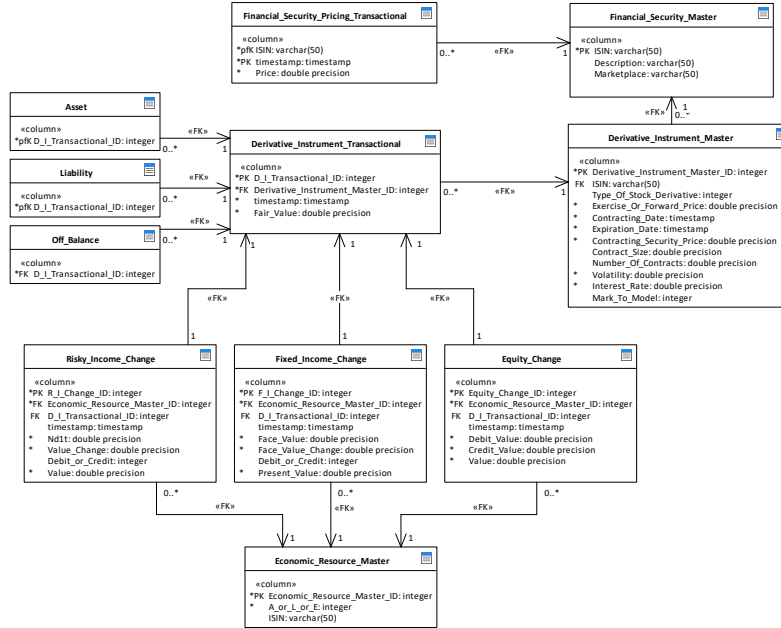 Financial_Security_Pricing_Transactional
«column»
*pfK ISIN: varchar(50)
*PK timestamp: timestamp
* Price: double precision
0..*
«FK»
1
Financial_Security_Master
«column»
*PK ISIN: varchar(50)
Description: varchar(50)
Marketplace: varchar(50)
«FK»
1
0..*
Asset
«column»
*pfK D_I_Transactional_ID: integer
0..*
«FK»
1
Liability
«column»
*pfK D_I_Transactional_ID: integer
0..*
«FK»
1
Off_Balance
«column»
*FK D_I_Transactional_ID: integer
0..*
«FK»
1
Derivative_Instrument_Transactional
«column»
*PK D_I_Transactional_ID: integer
*FK Derivative_Instrument_Master_ID: integer
* timestamp: timestamp
* Fair_Value: double precision
0..*
«FK»
1
Derivative_Instrument_Master
«column»
*PK Derivative_Instrument_Master_ID: integer
FK ISIN: varchar(50)
Type_Of_Stock_Derivative: integer
* Exercise_Or_Forward_Price: double precision
* Contracting_Date: timestamp
* Expiration_Date: timestamp
* Contracting_Security_Price: double precision
Contract_Size: double precision
Number_Of_Contracts: double precision
* Volatility: double precision
* Interest_Rate: double precision
Mark_To_Model: integer
1
1
1
«FK»
«FK»
«FK»
1
1
1
Risky_Income_Change
«column»
*PK R_I_Change_ID: integer
*FK Economic_Resource_Master_ID: integer
FK D_I_Transactional_ID: integer
timestamp: timestamp
* Nd1t: double precision
* Value_Change: double precision
Debit_or_Credit: integer
* Value: double precision
Fixed_Income_Change
«column»
*PK F_I_Change_ID: integer
*FK Economic_Resource_Master_ID: integer
FK D_I_Transactional_ID: integer
timestamp: timestamp
* Face_Value: double precision
* Face_Value_Change: double precision
Debit_or_Credit: integer
* Present_Value: double precision
Equity_Change
«column»
*PK Equity_Change_ID: integer
*FK Economic_Resource_Master_ID: integer
FK D_I_Transactional_ID: integer
timestamp: timestamp
* Debit_Value: double precision
* Credit_Value: double precision
* Value: double precision
0..*
0..*
0..*
«FK»
«FK»
«FK»
1
1
1
Economic_Resource_Master
«column»
*PK Economic_Resource_Master_ID: integer
* A_or_L_or_E: integer
ISIN: varchar(50)